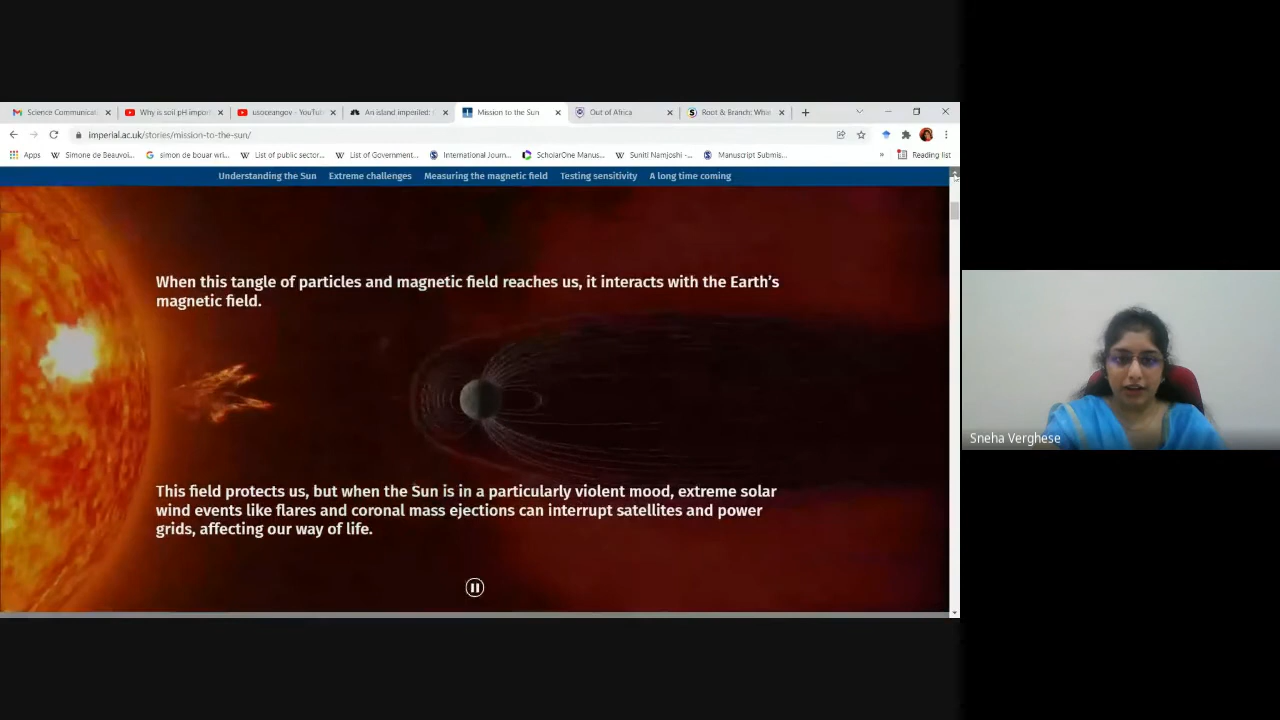 Science Communicat
Why is soil pH impor
usoceangov - YouTu
An island imperiled:
Mission to the Sun
Out of Africa
Root & Branch: What
imperial.ac.uk/stories/mission-to-the-sun/
Apps
Simone de Beauvoi...
simon de bouar wri...
List of public sector...
List of Government...
International Journ...
ScholarOne Manus...
Suniti Namjoshi -...
Manuscript Submis...
»
Reading list
Understanding the Sun
Extreme challenges
Measuring the magnetic field
Testing sensitivity
A long time coming
When this tangle of particles and magnetic field reaches us, it interacts with the Earth's
magnetic field.
This field protects us, but when the Sun is in a particularly violent mood, extreme solar
wind events like flares and coronal mass ejections can interrupt satellites and power
grids, affecting our way of life.
Sneha Verghese